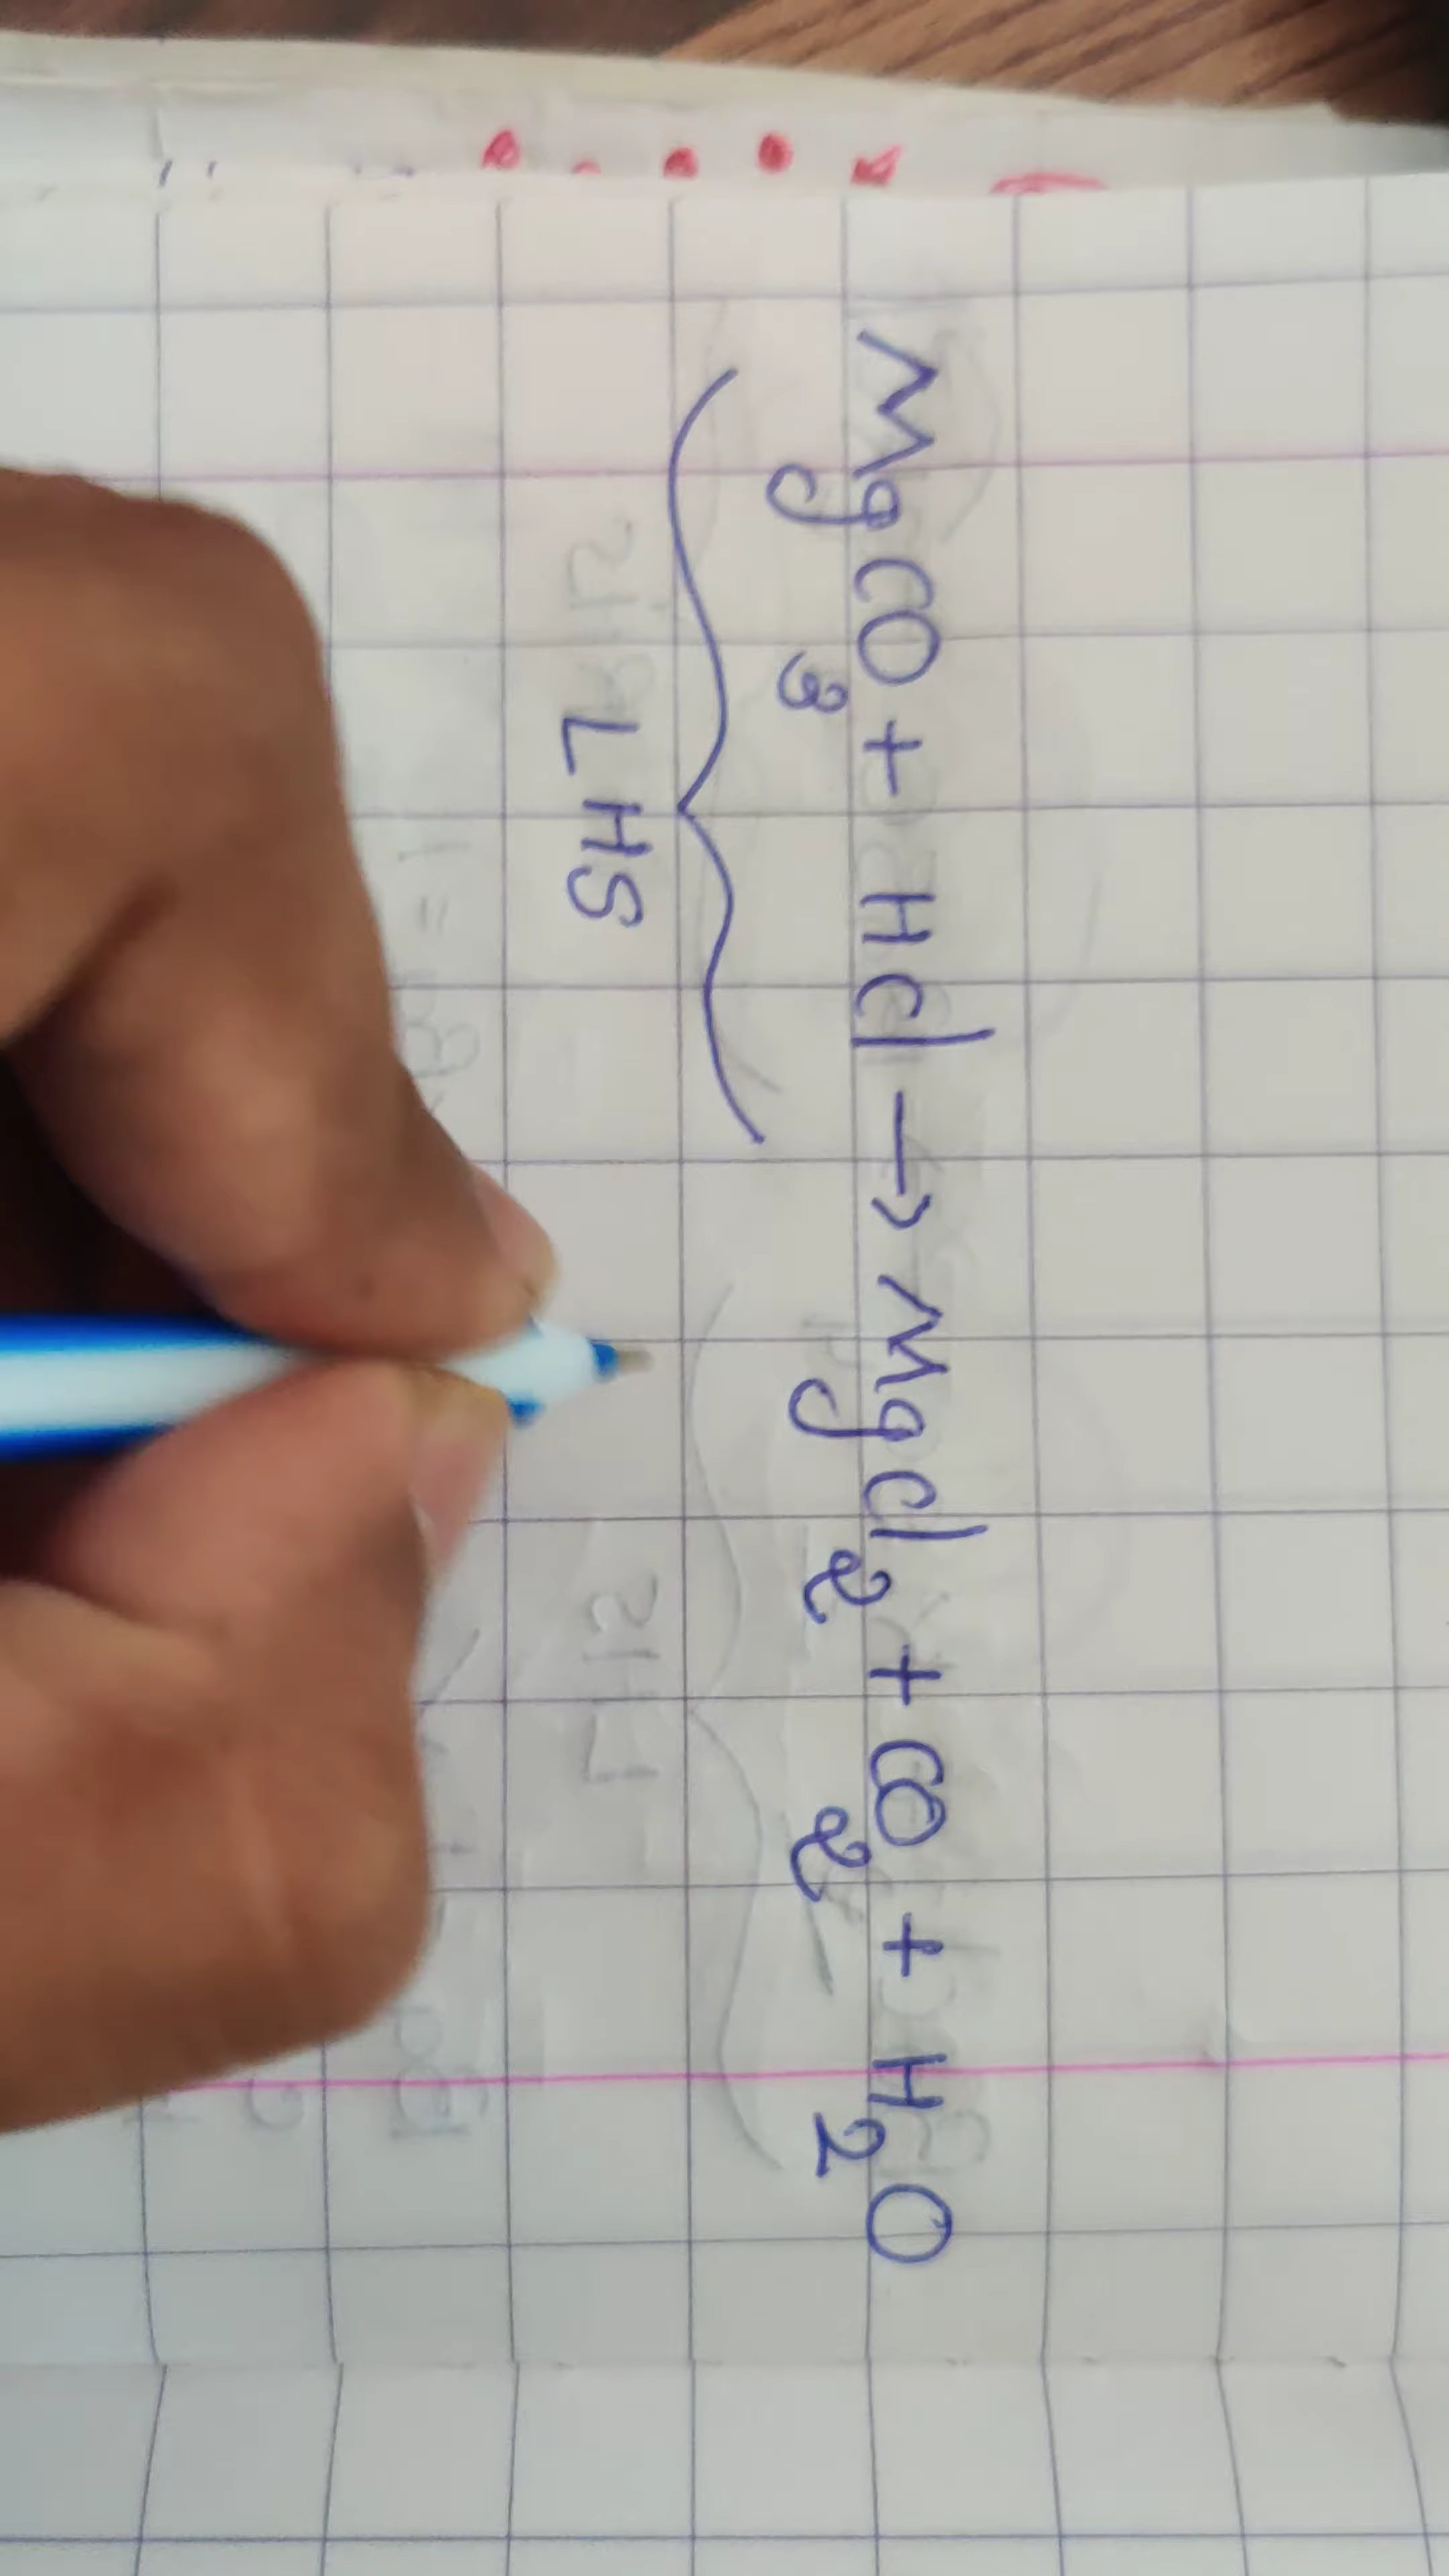 MgCO₃ + HCl → MgCl₂ + CO₂ + H₂O
LHS